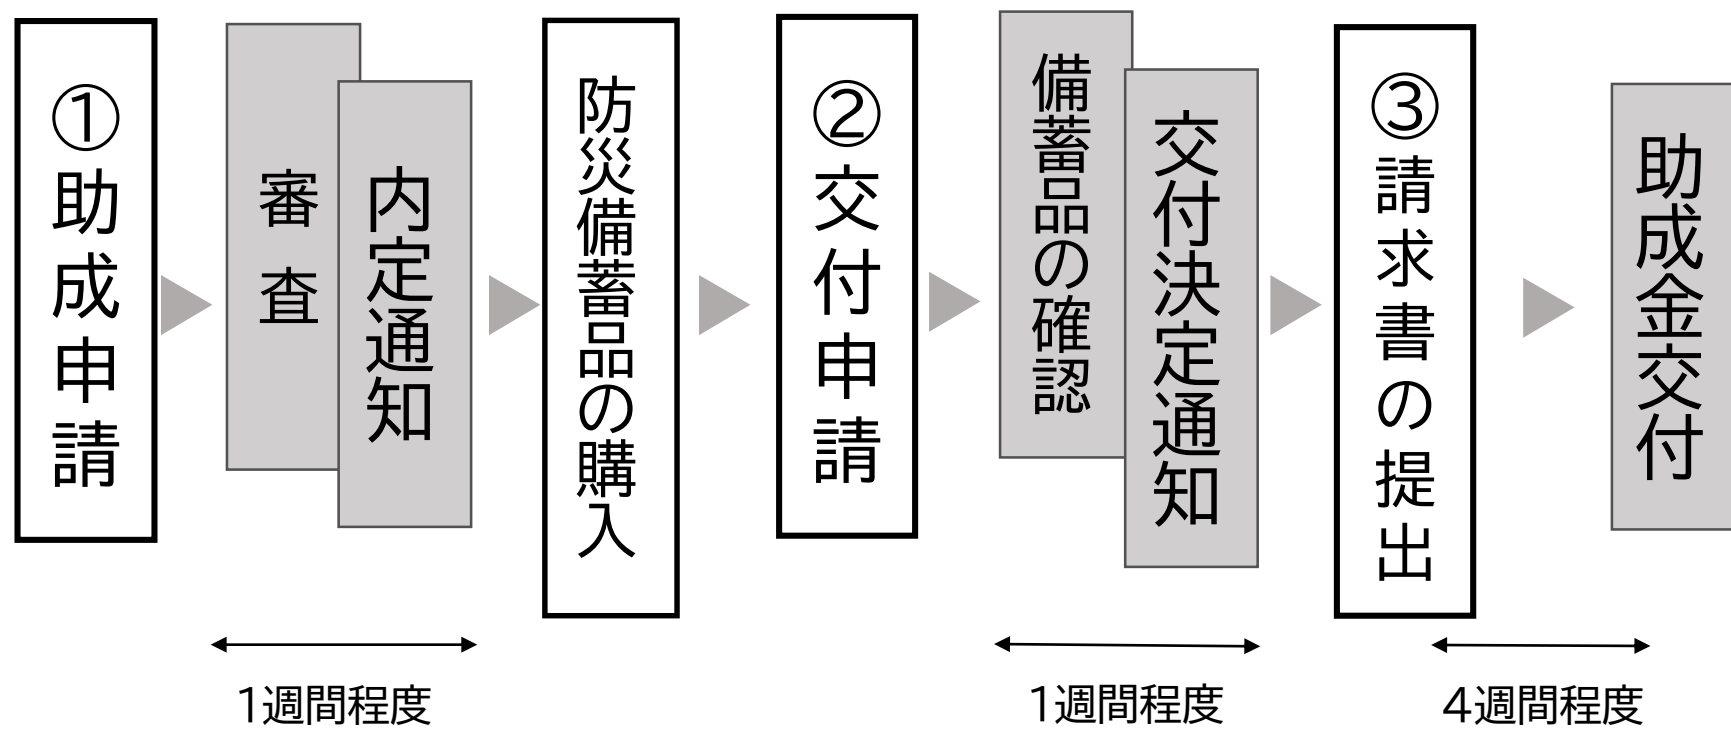 ①助成申請
審査
内定通知
防災備蓄品の購入
②交付申請
備蓄品の確認
交付決定通知
③請求書の提出
助成金交付
1週間程度
1週間程度
4週間程度